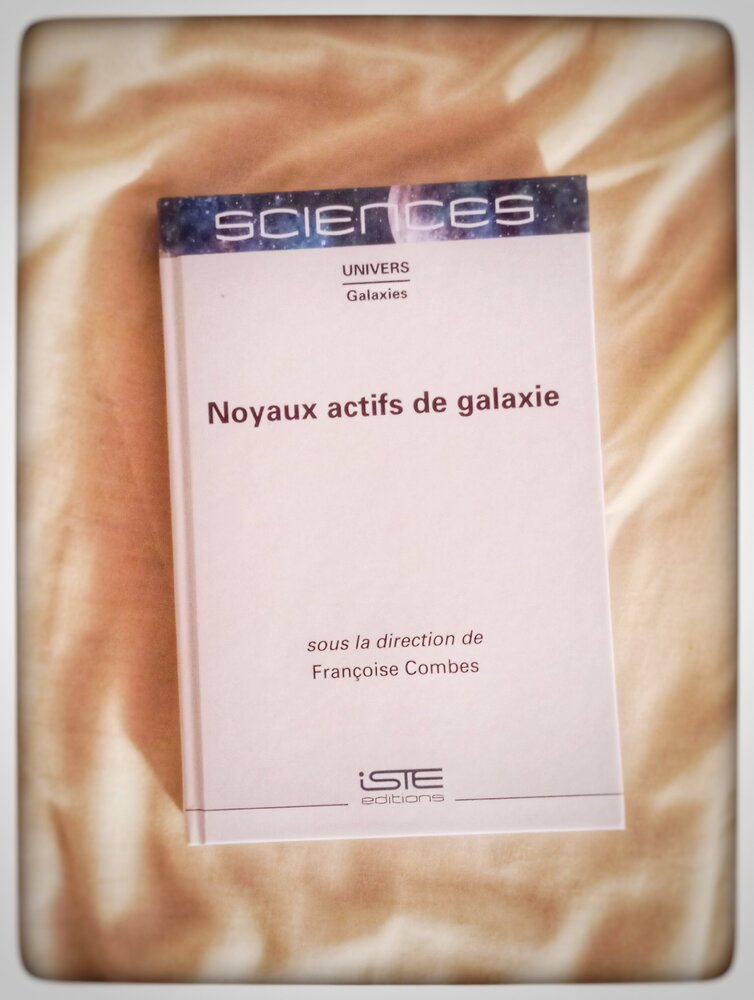 SCIENCES
UNIVERS
Galaxies
Noyaux actifs de galaxie
sous la direction de
Françoise Combes
iSTE
editions